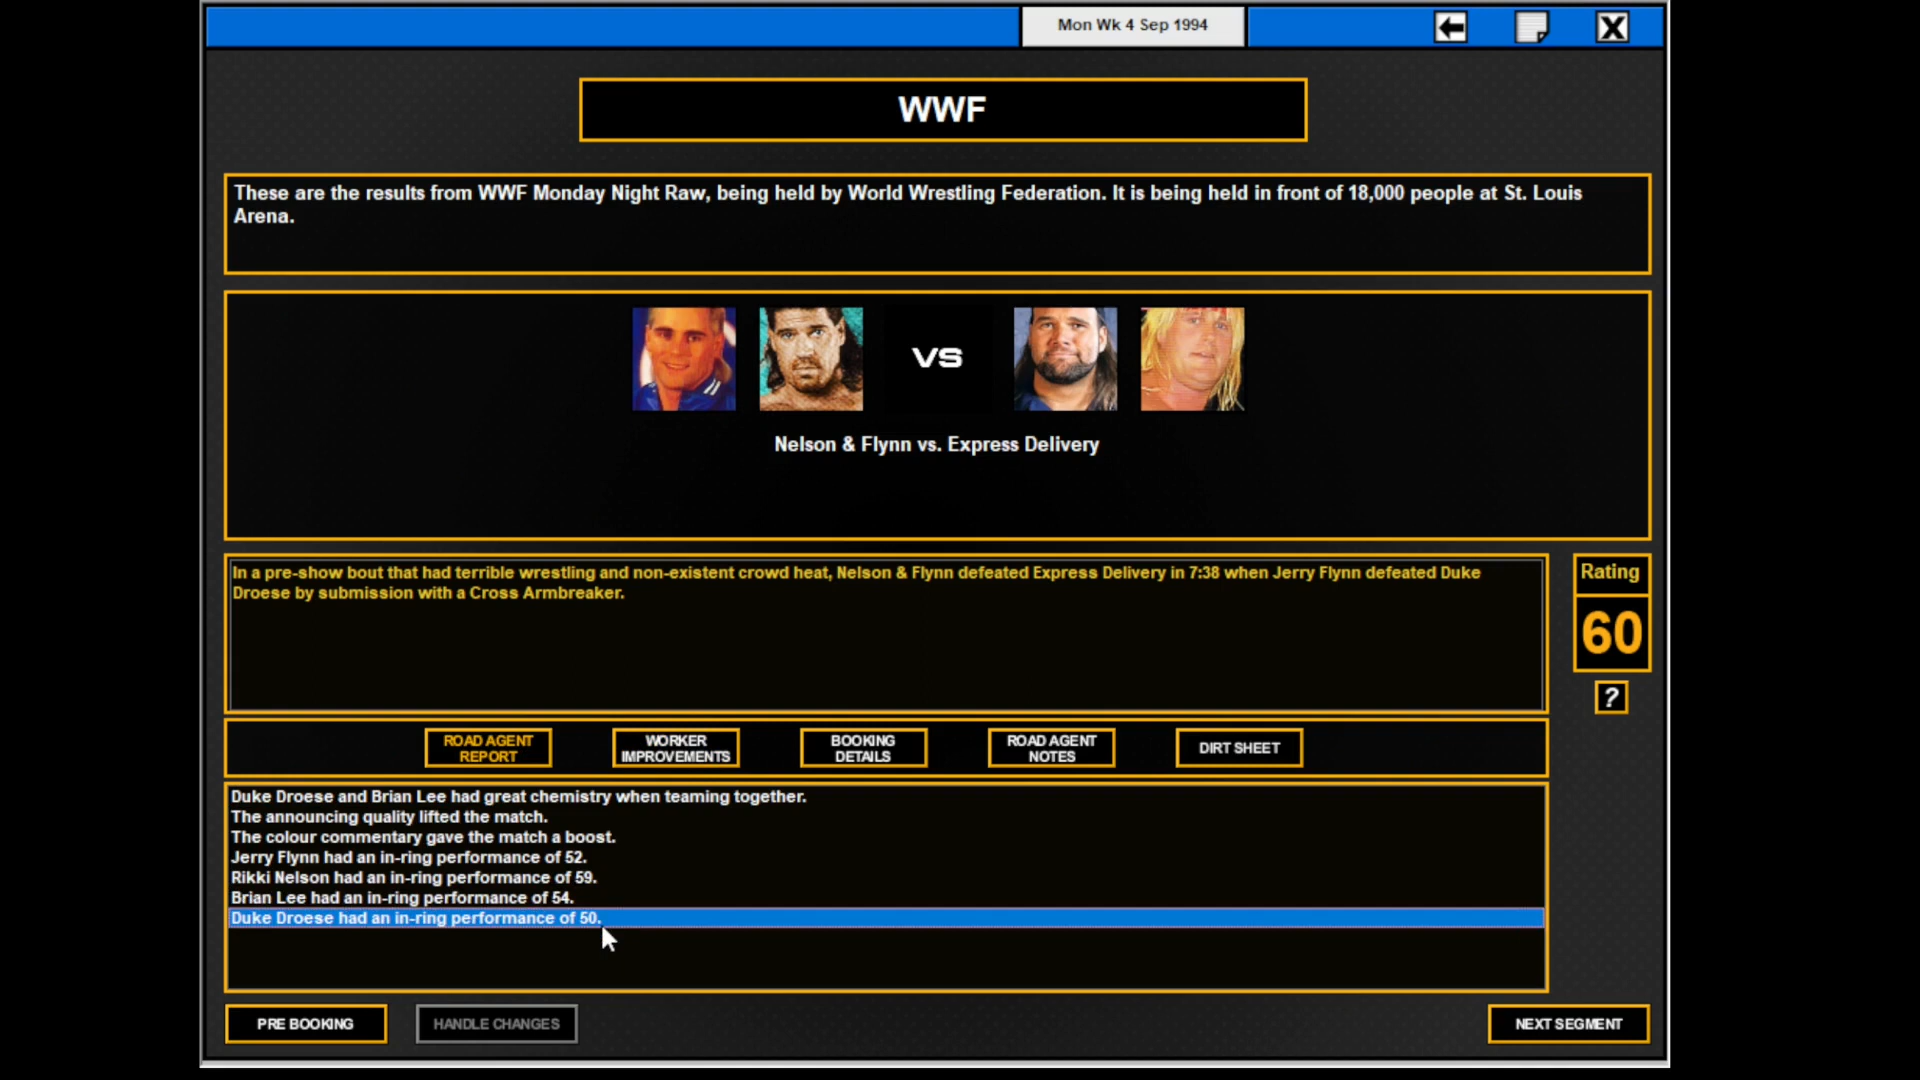 Mon Wk 4 Sep 1994
WWF
These are the results from WWF Monday Night Raw, being held by World Wrestling Federation. It is being held in front of 18,000 people at St. Louis
Arena.
VS
Nelson & Flynn vs. Express Delivery
In a pre-show bout that had terrible wrestling and non-existent crowd heat, Nelson & Flynn defeated Express Delivery in 7:38 when Jerry Flynn defeated Duke
Droese by submission with a Cross Armbreaker.
Rating
60
?
ROAD AGENT
REPORT
WORKER
IMPROVEMENTS
BOOKING
DETAILS
ROAD AGENT
NOTES
DIRT SHEET
Duke Droese and Brian Lee had great chemistry when teaming together.
The announcing quality lifted the match.
The colour commentary gave the match a boost.
Jerry Flynn had an in-ring performance of 52.
Rikki Nelson had an in-ring performance of 59.
Brian Lee had an in-ring performance of 54.
Duke Droese had an in-ring performance of 50.
PRE BOOKING
HANDLE CHANGES
NEXT SEGMENT